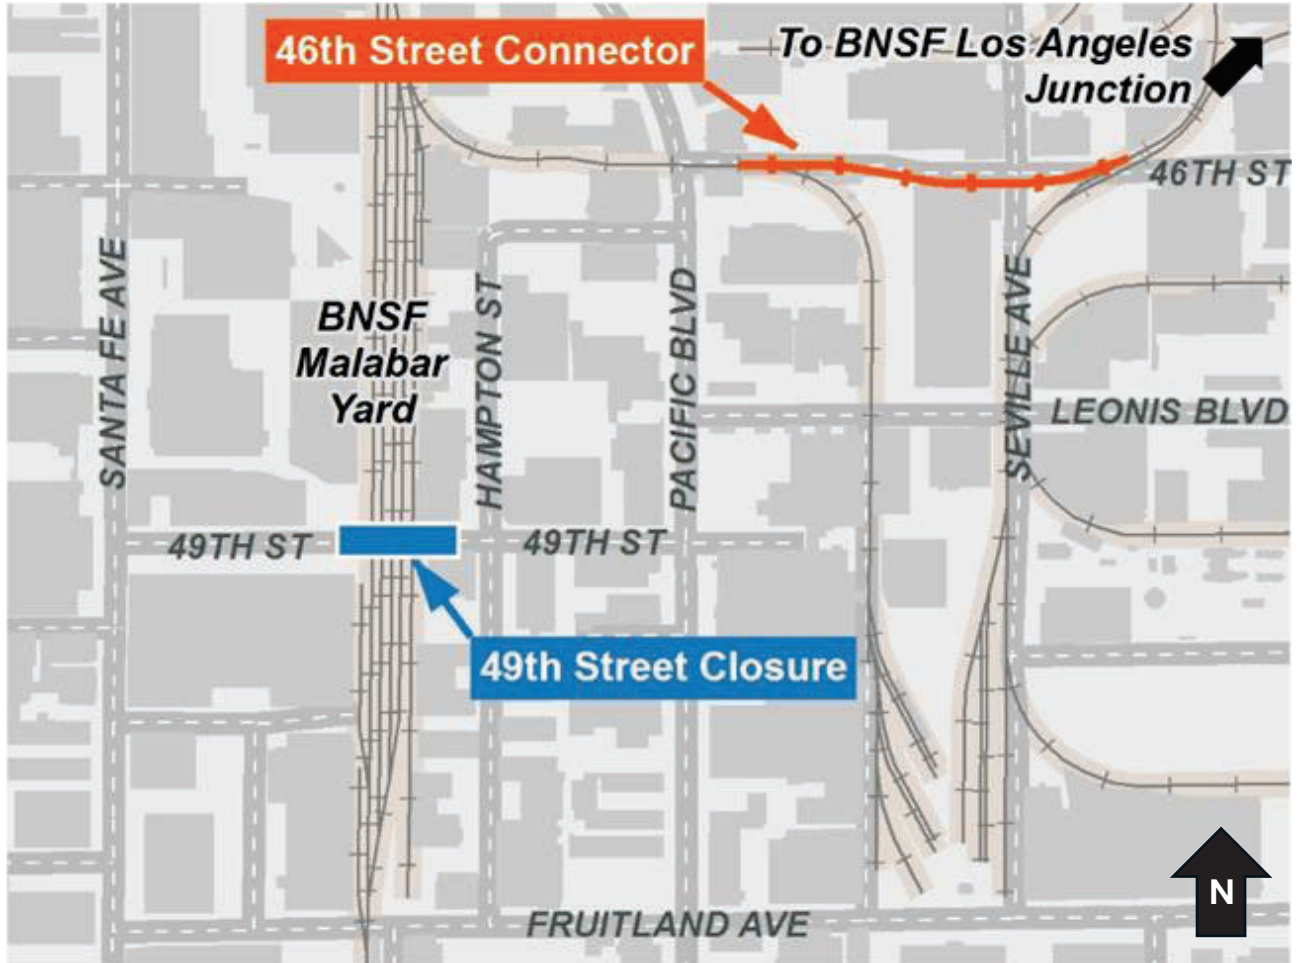 46th Street Connector
To BNSF Los Angeles
Junction
46TH ST
SANTA FE AVE
BNSF
Malabar
Yard
HAMPTON ST
PACIFIC BLVD
SEVILLE AVE
LEONIS BLVD
49TH ST
49TH ST
49th Street Closure
FRUITLAND AVE
N